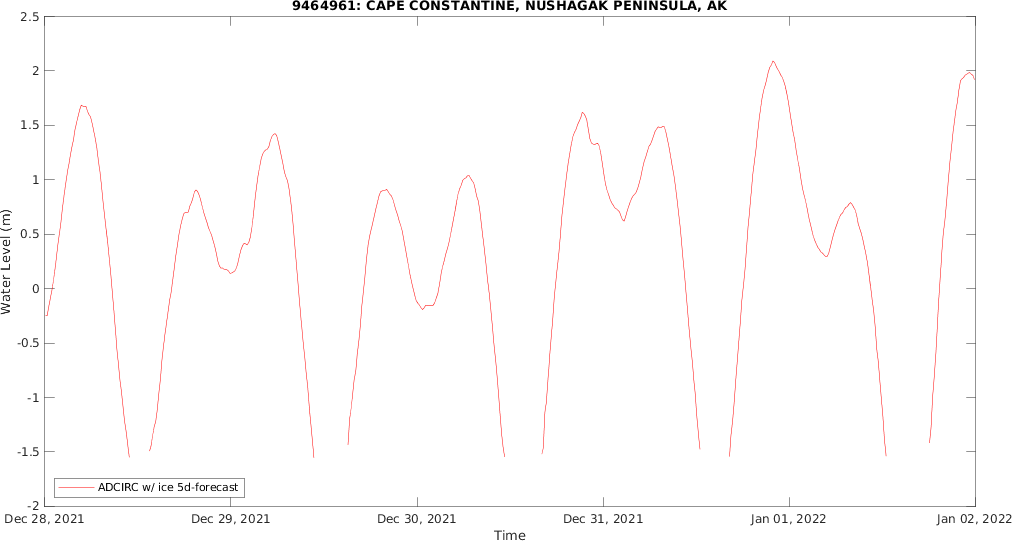 9464961: CAPE CONSTANTINE, NUSHAGAK PENINSULA, AK
2.5
2
1.5
1
0.5
0
-0.5
-1
-1.5
-2
Water Level (m)
ADCIRC w/ ice 5d-forecast
Dec 28, 2021 Dec 29, 2021 Dec 30, 2021 Dec 31, 2021 Jan 01, 2022 Jan 02, 2022
Time